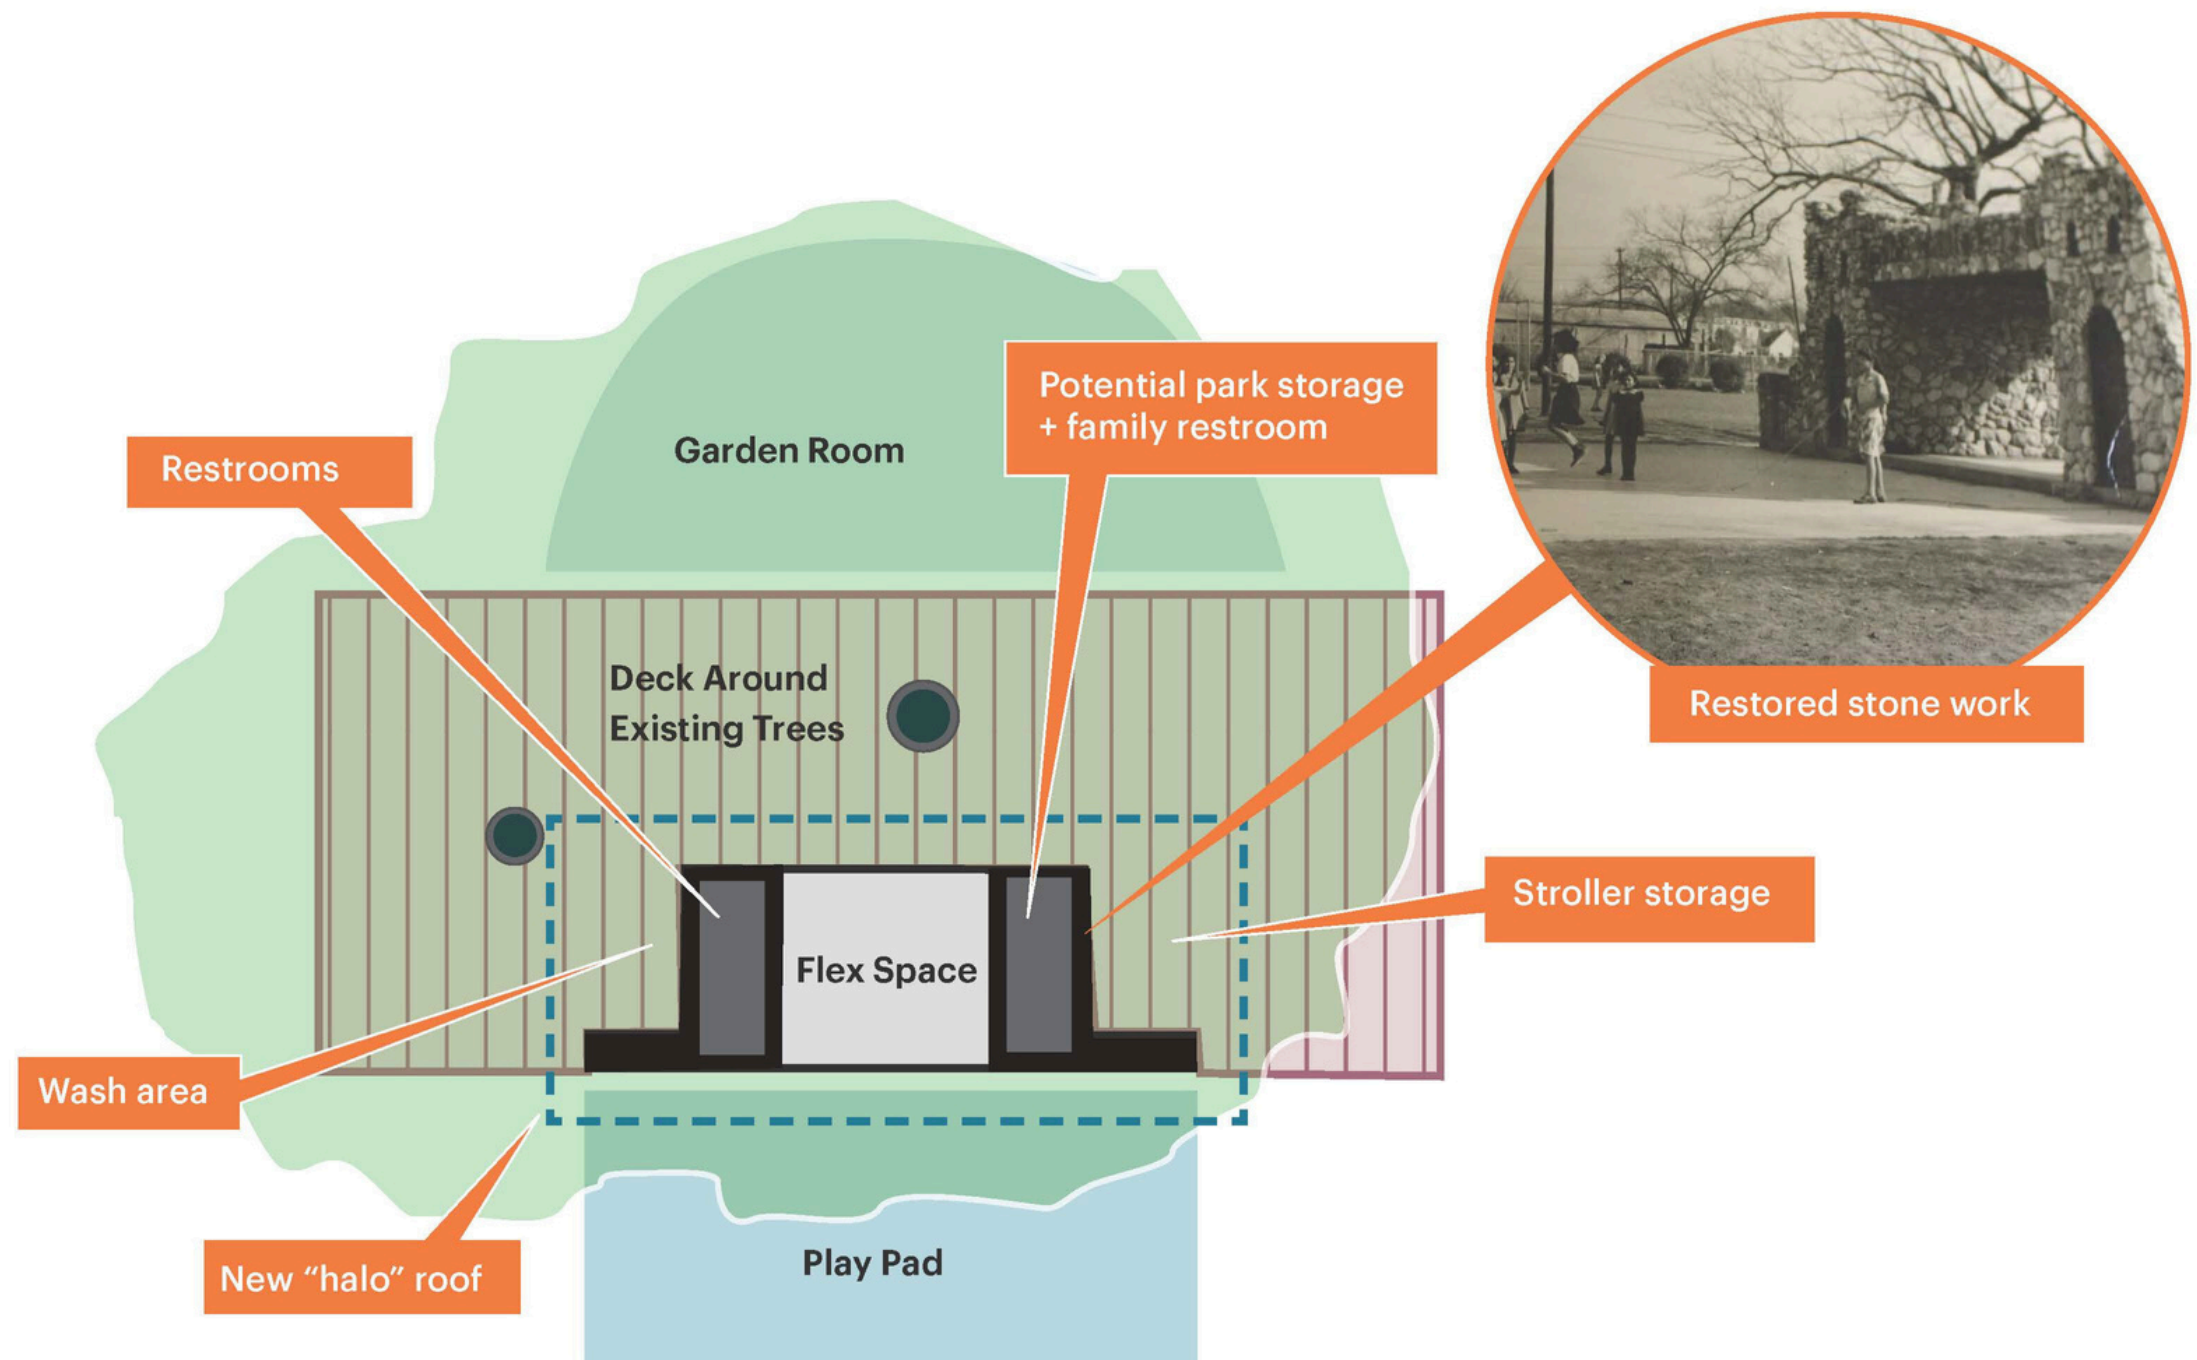 Garden Room
Potential park storage
+ family restroom
Restrooms
Deck Around
Existing Trees
Restored stone work
Stroller storage
Flex Space
Wash area
New “halo” roof
Play Pad